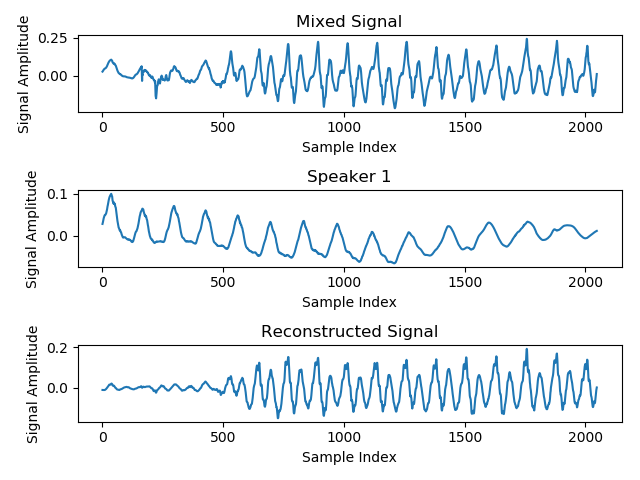 Mixed Signal
Signal Amplitude
0.25
0.00
0 500 1000 1500 2000
Sample Index
Speaker 1
Signal Amplitude
0.1
0.0
0 500 1000 1500 2000
Sample Index
Reconstructed Signal
Signal Amplitude
0.2
0.0
0 500 1000 1500 2000
Sample Index